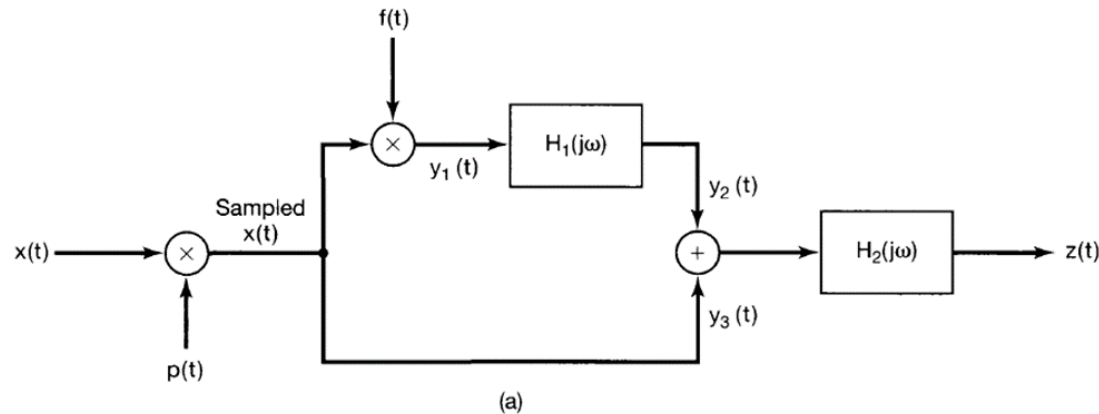 f(t)
×
y₁ (t)
H₁(jω)
y₂ (t)
Sampled
x(t)
x(t)
×
+
H₂(jω)
z(t)
y₃ (t)
p(t)
(a)